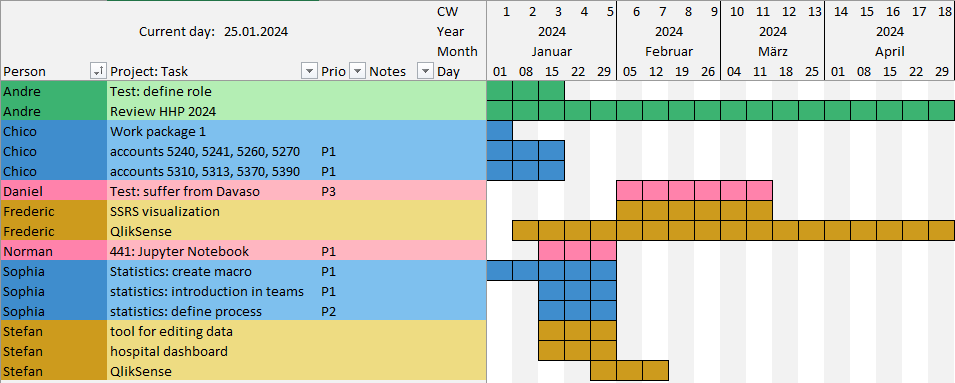 CW 1 2 3 4 5 6 7 8 9 10 11 12 13 14 15 16 17 18
Current day: 25.01.2024 Year 2024 2024 2024 2024
Month Januar Februar März April
Person Project: Task Prio Notes Day 01 08 15 22 29 05 12 19 26 04 11 18 25 01 08 15 22 29
Andre Test: define role
Andre Review HHP 2024
Chico Work package 1
Chico accounts 5240, 5241, 5260, 5270 P1
Chico accounts 5310, 5313, 5370, 5390 P1
Daniel Test: suffer from Davaso P3
Frederic SSRS visualization
Frederic QlikSense
Norman 441: Jupyter Notebook P1
Sophia Statistics: create macro P1
Sophia statistics: introduction in teams P1
Sophia statistics: define process P2
Stefan tool for editing data
Stefan hospital dashboard
Stefan QlikSense